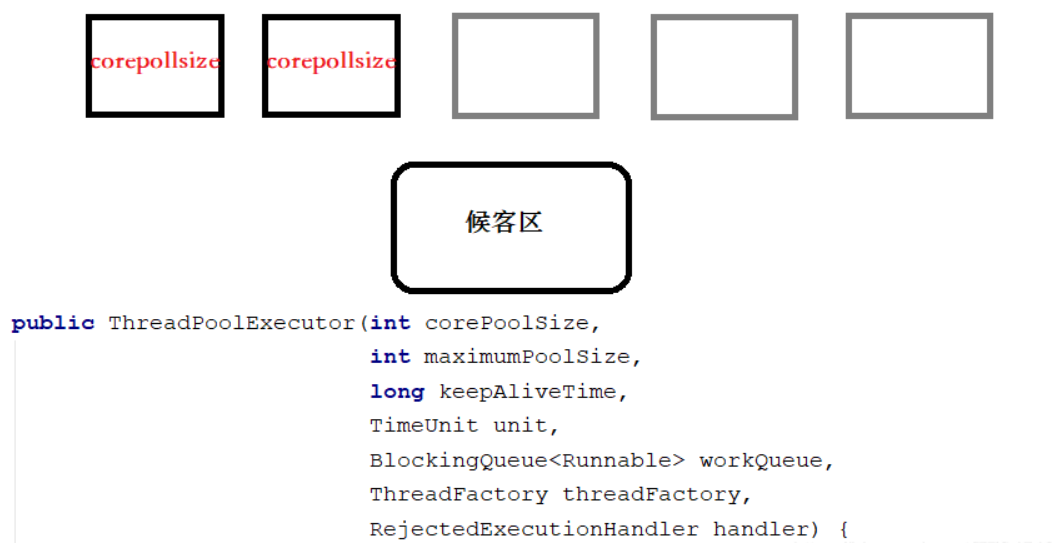 corepollsize corepollsize
候客区
public ThreadPoolExecutor(int corePoolSize,
int maximumPoolSize,
long keepAliveTime,
TimeUnit unit,
BlockingQueue<Runnable> workQueue,
ThreadFactory threadFactory,
RejectedExecutionHandler handler) {